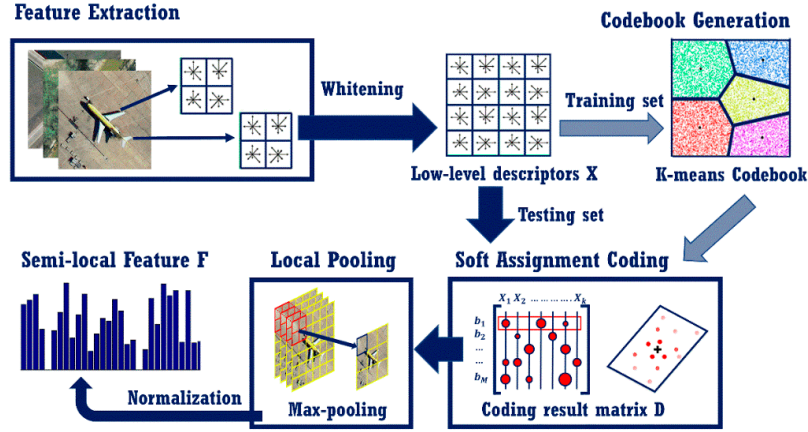 Feature Extraction
Codebook Generation
Whitening
Training set
Low-level descriptors X
K-means Codebook
Testing set
Semi-local Feature F
Local Pooling
Soft Assignment Coding
X₁ X₂ ............. Xₖ
b₁
b₂
...
...
b_M
Max-pooling
Coding result matrix D
Normalization